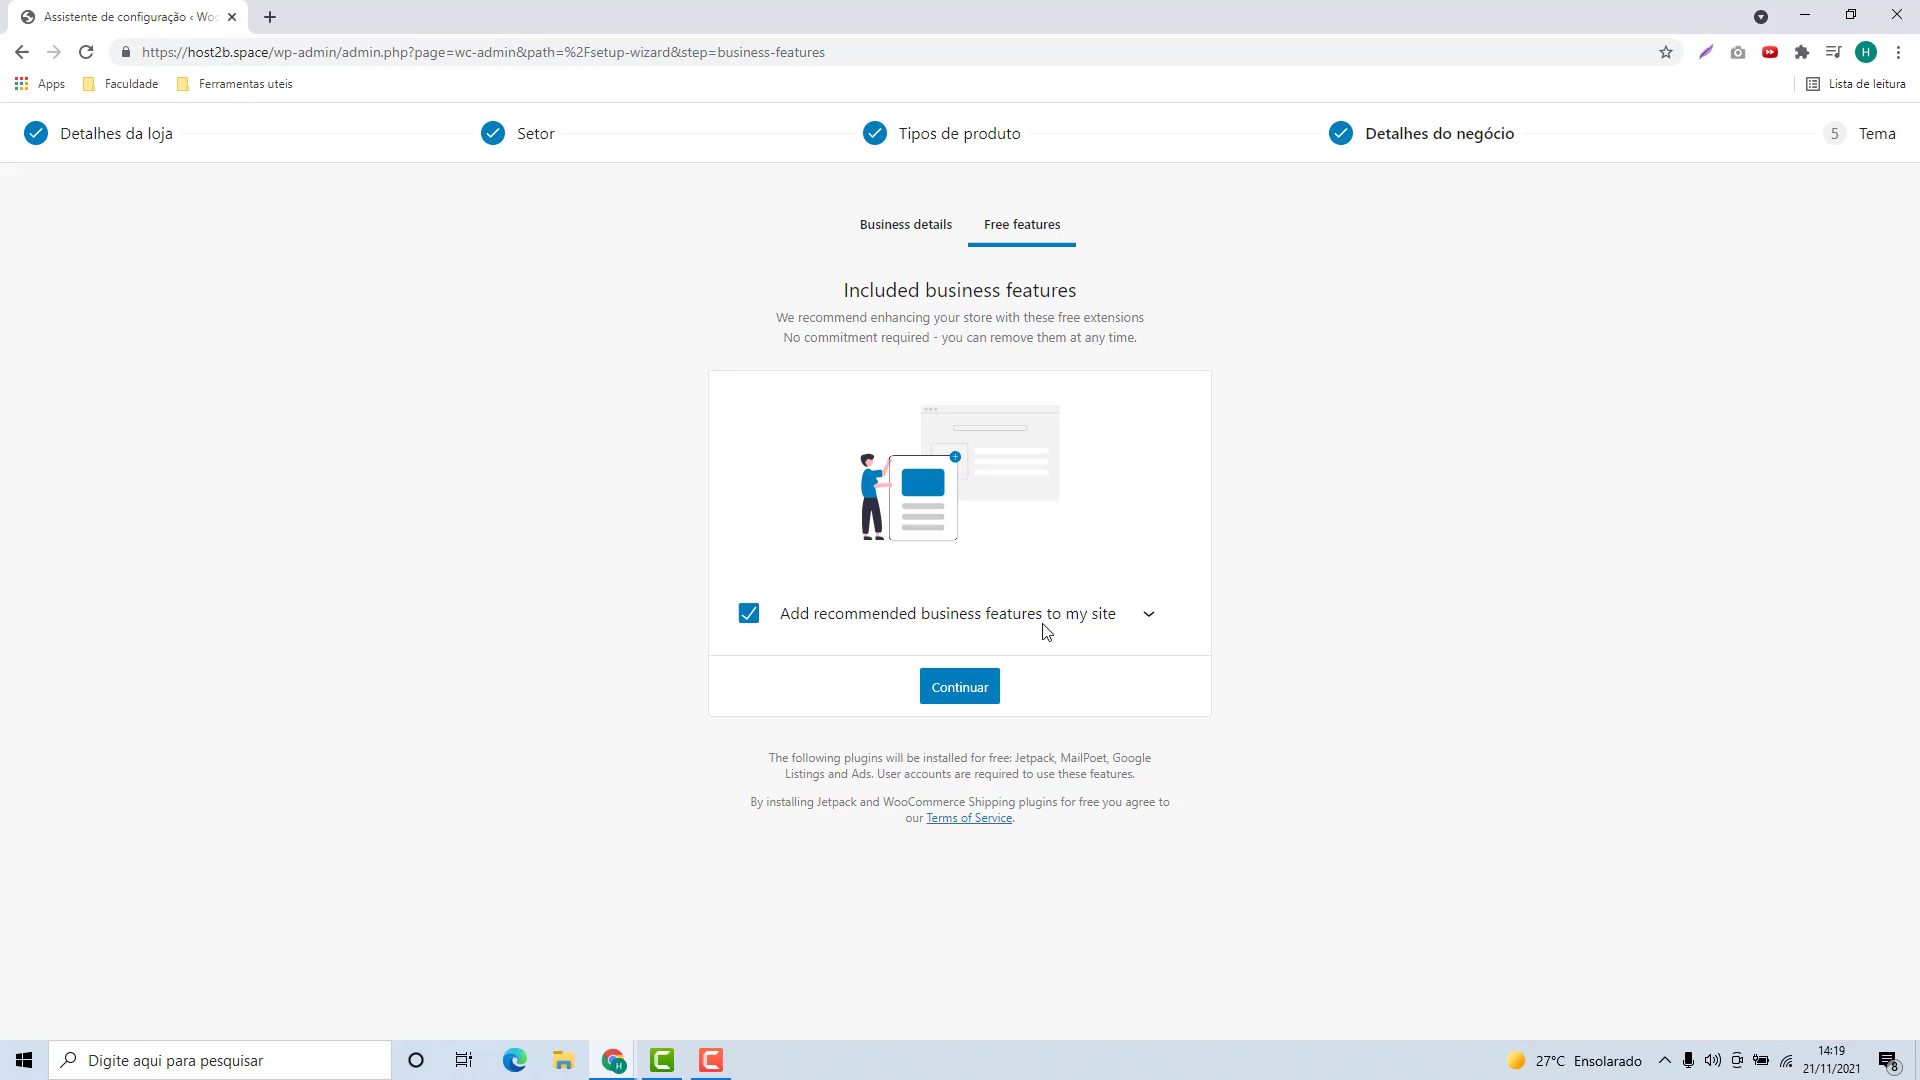 Assistente de configuração ‹ Woo
https://host2b.space/wp-admin/admin.php?page=wc-admin&path=%2Fsetup-wizard&step=business-features
H
Apps
Faculdade
Ferramentas uteis
Lista de leitura
Detalhes da loja
Setor
Tipos de produto
Detalhes do negócio
5
Tema
Business details
Free features
Included business features
We recommend enhancing your store with these free extensions
No commitment required - you can remove them at any time.
Add recommended business features to my site
Continuar
The following plugins will be installed for free: Jetpack, MailPoet, Google
Listings and Ads. User accounts are required to use these features.
By installing Jetpack and WooCommerce Shipping plugins for free you agree to
our Terms of Service.
Digite aqui para pesquisar
H
27°C Ensolarado
14:19
21/11/2021
8